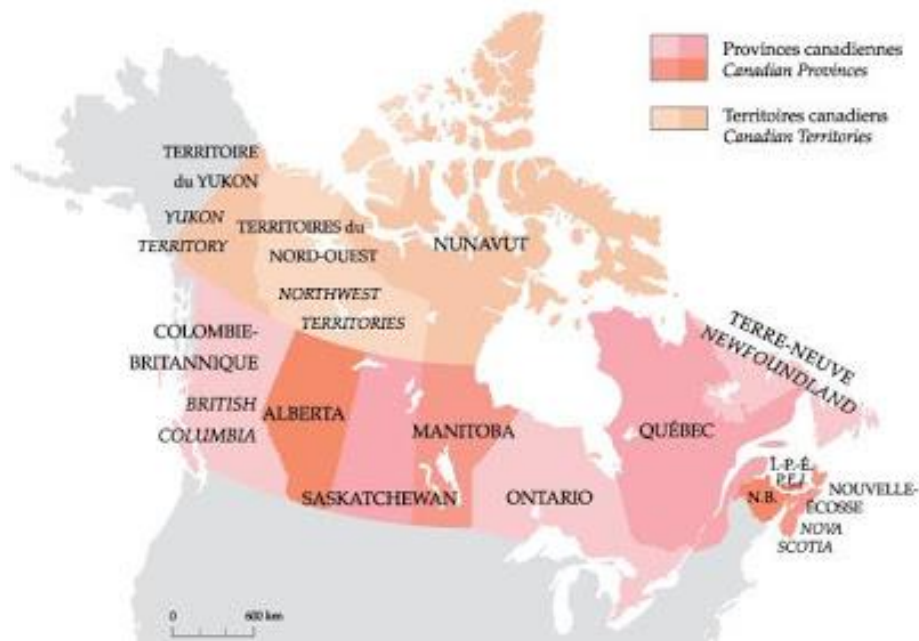 Provinces canadiennes
Canadian Provinces
Territoires canadiens
Canadian Territories
TERRITOIRE
du YUKON
YUKON
TERRITORY
TERRITOIRES du
NORD-OUEST
NORTHWEST
TERRITORIES
NUNAVUT
COLOMBIE-
BRITANNIQUE
BRITISH
COLUMBIA
ALBERTA
SASKATCHEWAN
MANITOBA
ONTARIO
QUÉBEC
TERRE-NEUVE
NEWFOUNDLAND
Î.-P.-É.
P.E.I.
N.B.
NOUVELLE-
ÉCOSSE
NOVA
SCOTIA
0 600 km